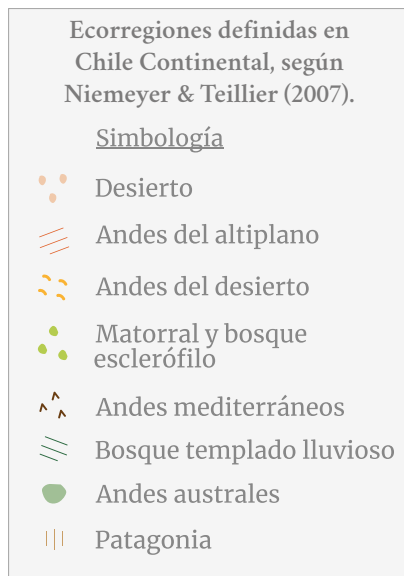 Ecorregiones definidas en
Chile Continental, según
Niemeyer & Teillier (2007).
Simbología
Desierto
Andes del altiplano
Andes del desierto
Matorral y bosque
esclerófilo
Andes mediterráneos
Bosque templado lluvioso
Andes australes
Patagonia